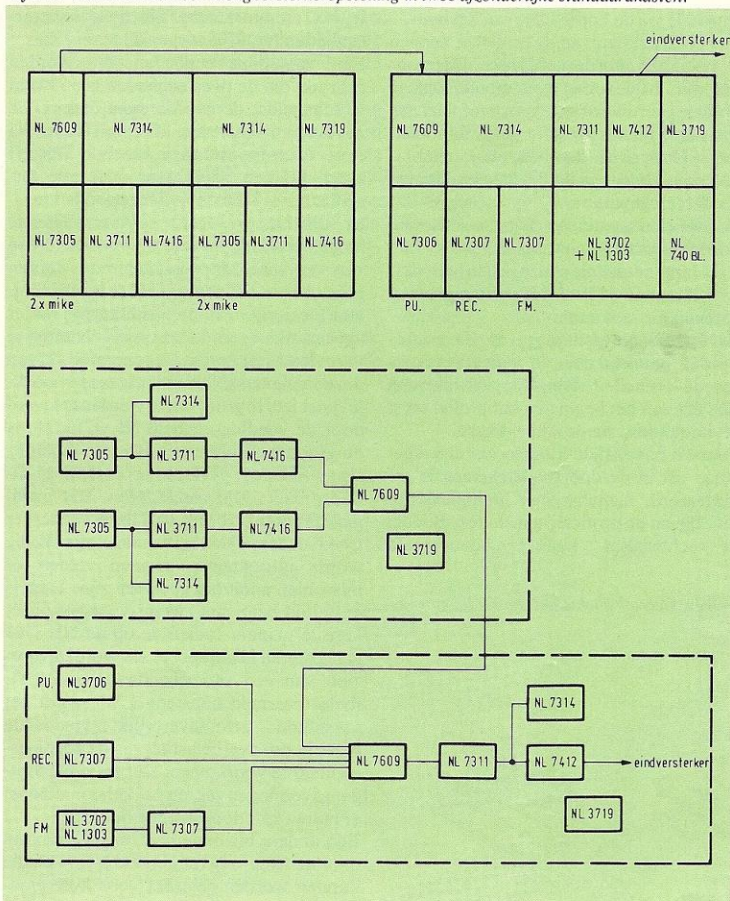 opstelling in twee afzonderlijke standaardkasten.
eindversterker
NL 7609 NL 7314 NL 7314 NL 7319
NL 7609 NL 7314 NL 7311 NL 7412 NL 3719
NL 7305 NL 3711 NL 7416 NL 7305 NL 3711 NL 7416
NL 7306 NL 7307 NL 7307 NL 3702 NL
+ NL 1303 740 BL.
2 x mike 2 x mike
PU. REC. FM.
NL 7314
NL 7305 NL 3711 NL 7416
NL 7609
NL 7305 NL 3711 NL 7416
NL 3719
NL 7314
PU. NL 3706
NL 7314
REC. NL 7307 NL 7609 NL 7311 NL 7412 eindversterker
NL 3719
FM NL 3702
NL 1303
NL 7307